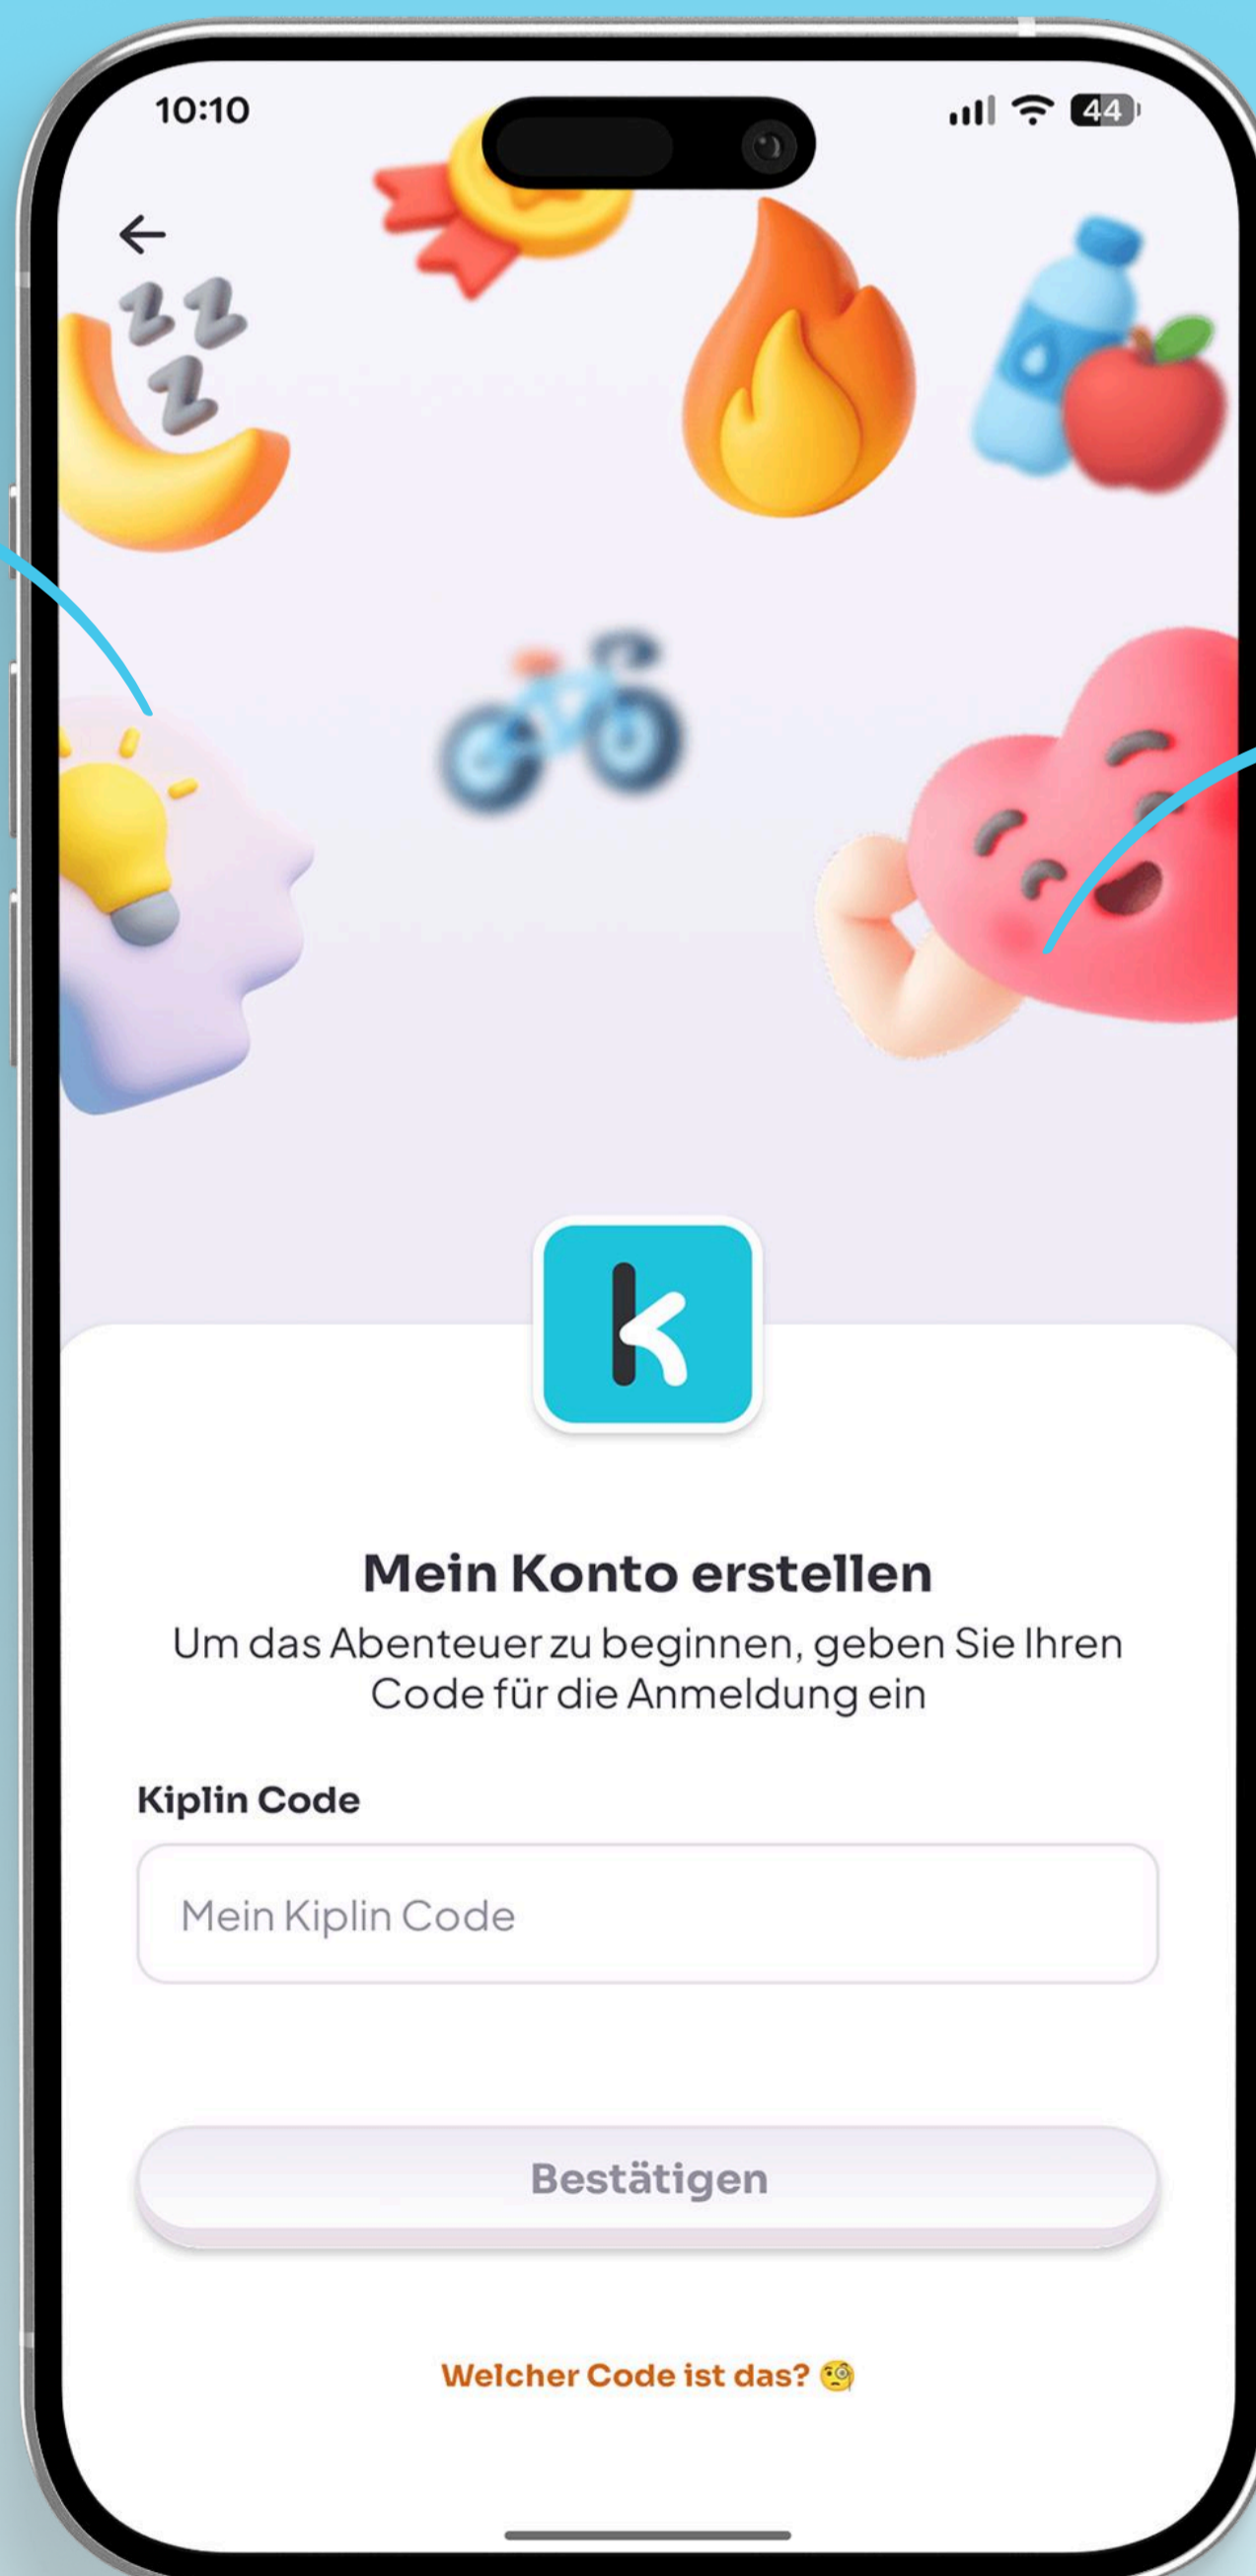 10:10
44
z z
z
k
Mein Konto erstellen
Um das Abenteuer zu beginnen, geben Sie Ihren
Code für die Anmeldung ein
Kiplin Code
Mein Kiplin Code
Bestätigen
Welcher Code ist das? 🧐